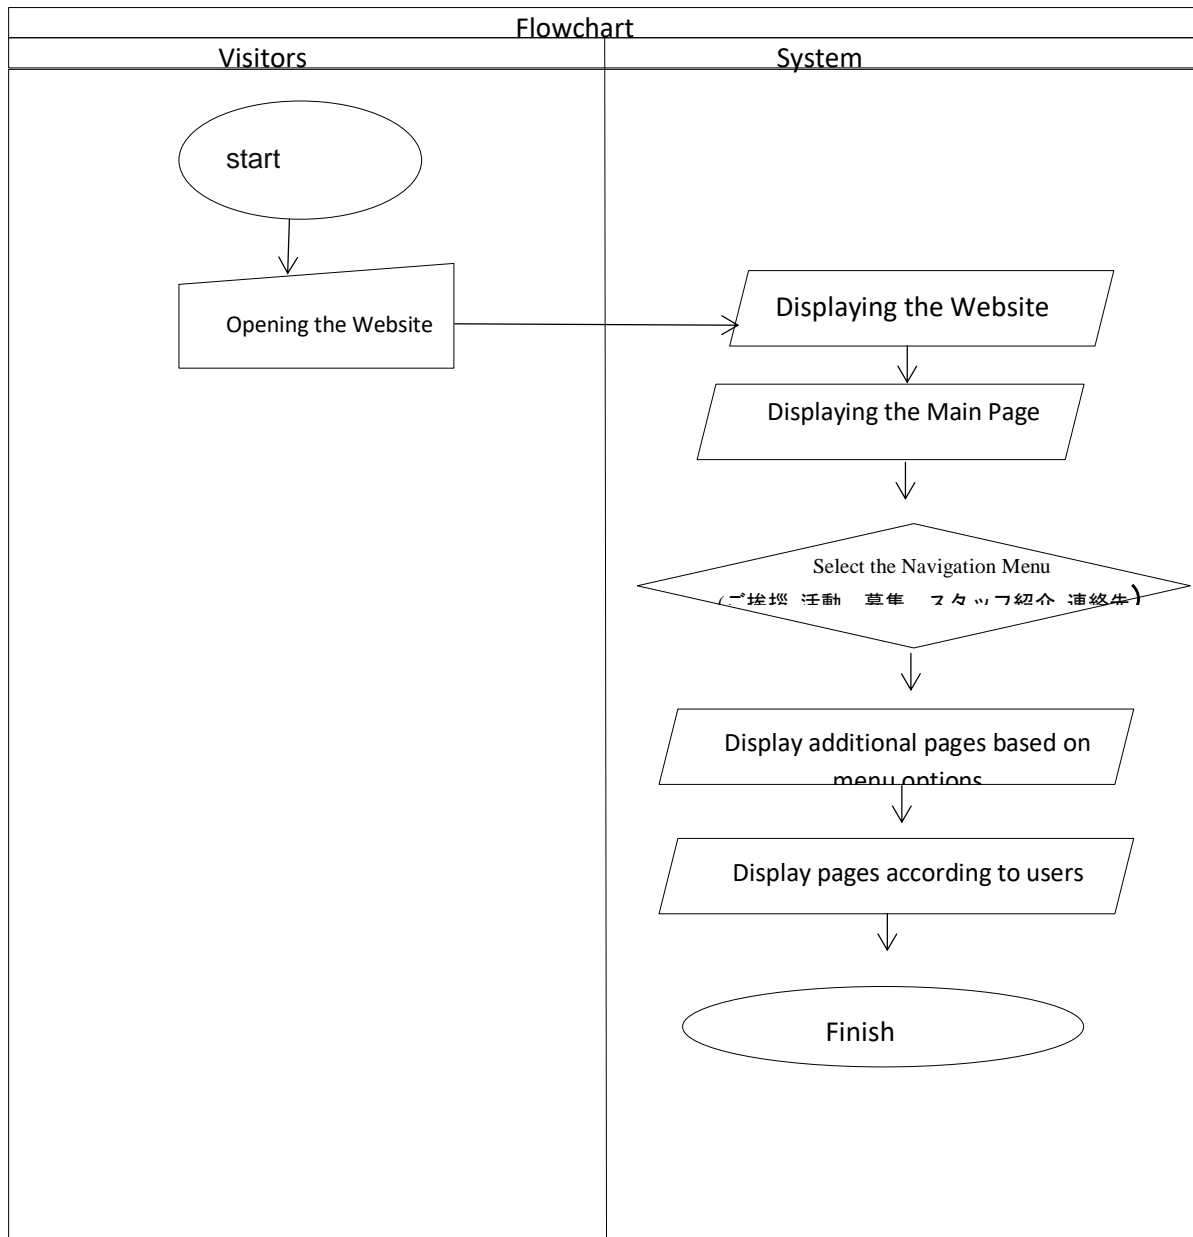 Flowchart
Visitors
System
start
Opening the Website
Displaying the Website
Displaying the Main Page
Select the Navigation Menu
(ご挨拶 活動 募集 スタッフ紹介 連絡先)
Display additional pages based on
menu options
Display pages according to users
Finish